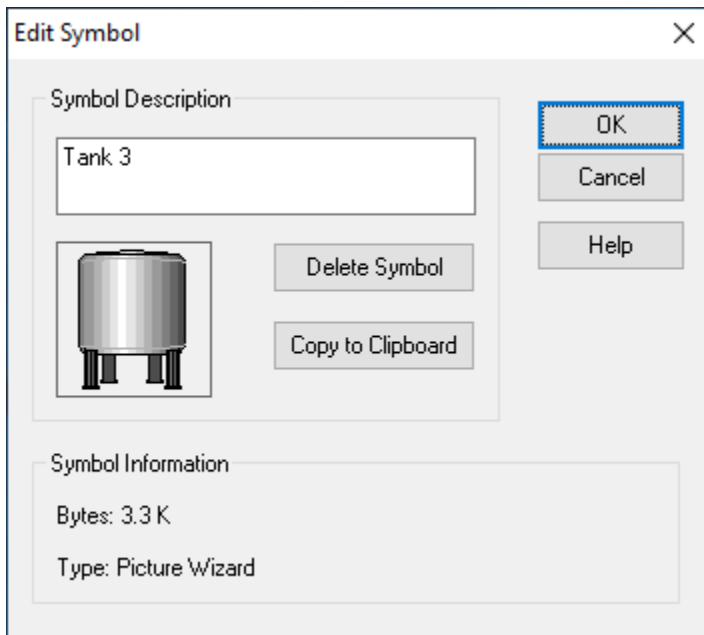 Edit Symbol
Symbol Description
Tank 3
OK
Cancel
Help
Delete Symbol
Copy to Clipboard
Symbol Information
Bytes: 3.3 K
Type: Picture Wizard